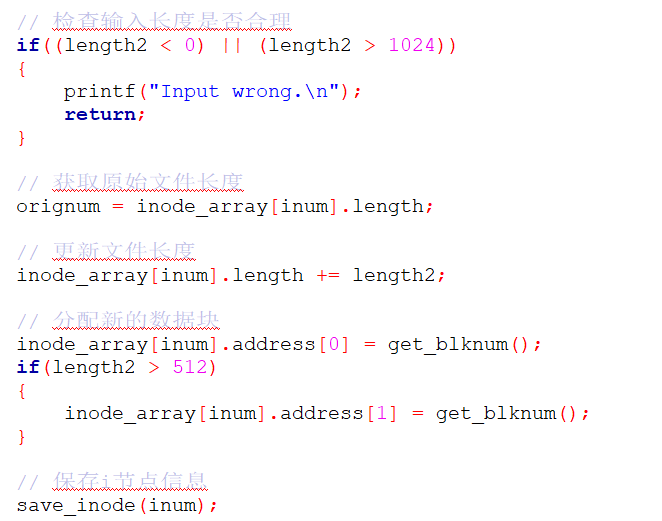 // 检查输入长度是否合理
if((length2 < 0) || (length2 > 1024))
{
    printf("Input wrong.\n");
    return;
}
// 获取原始文件长度
orignum = inode_array[inum].length;
// 更新文件长度
inode_array[inum].length += length2;
// 分配新的数据块
inode_array[inum].address[0] = get_blknum();
if(length2 > 512)
{
    inode_array[inum].address[1] = get_blknum();
}
// 保存i节点信息
save_inode(inum);